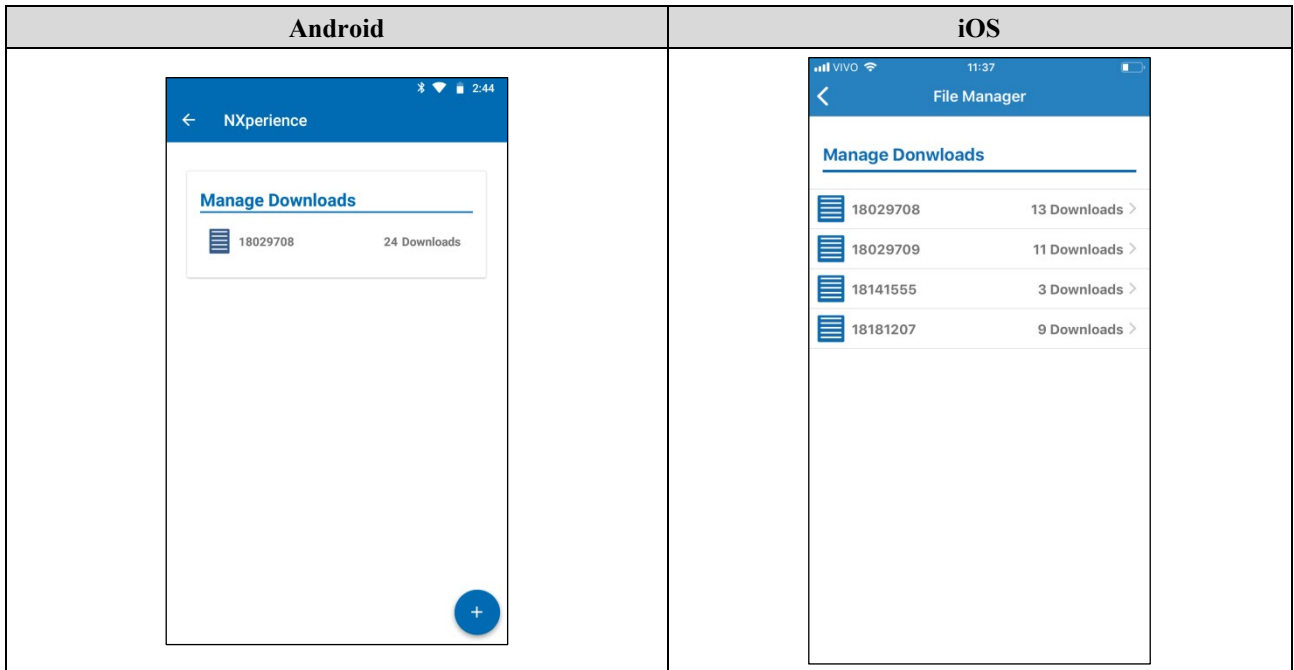 Android
iOS
2:44
NXperience
Manage Downloads
18029708 24 Downloads
+
VIVO 11:37
File Manager
Manage Donwloads
18029708 13 Downloads
18029709 11 Downloads
18141555 3 Downloads
18181207 9 Downloads